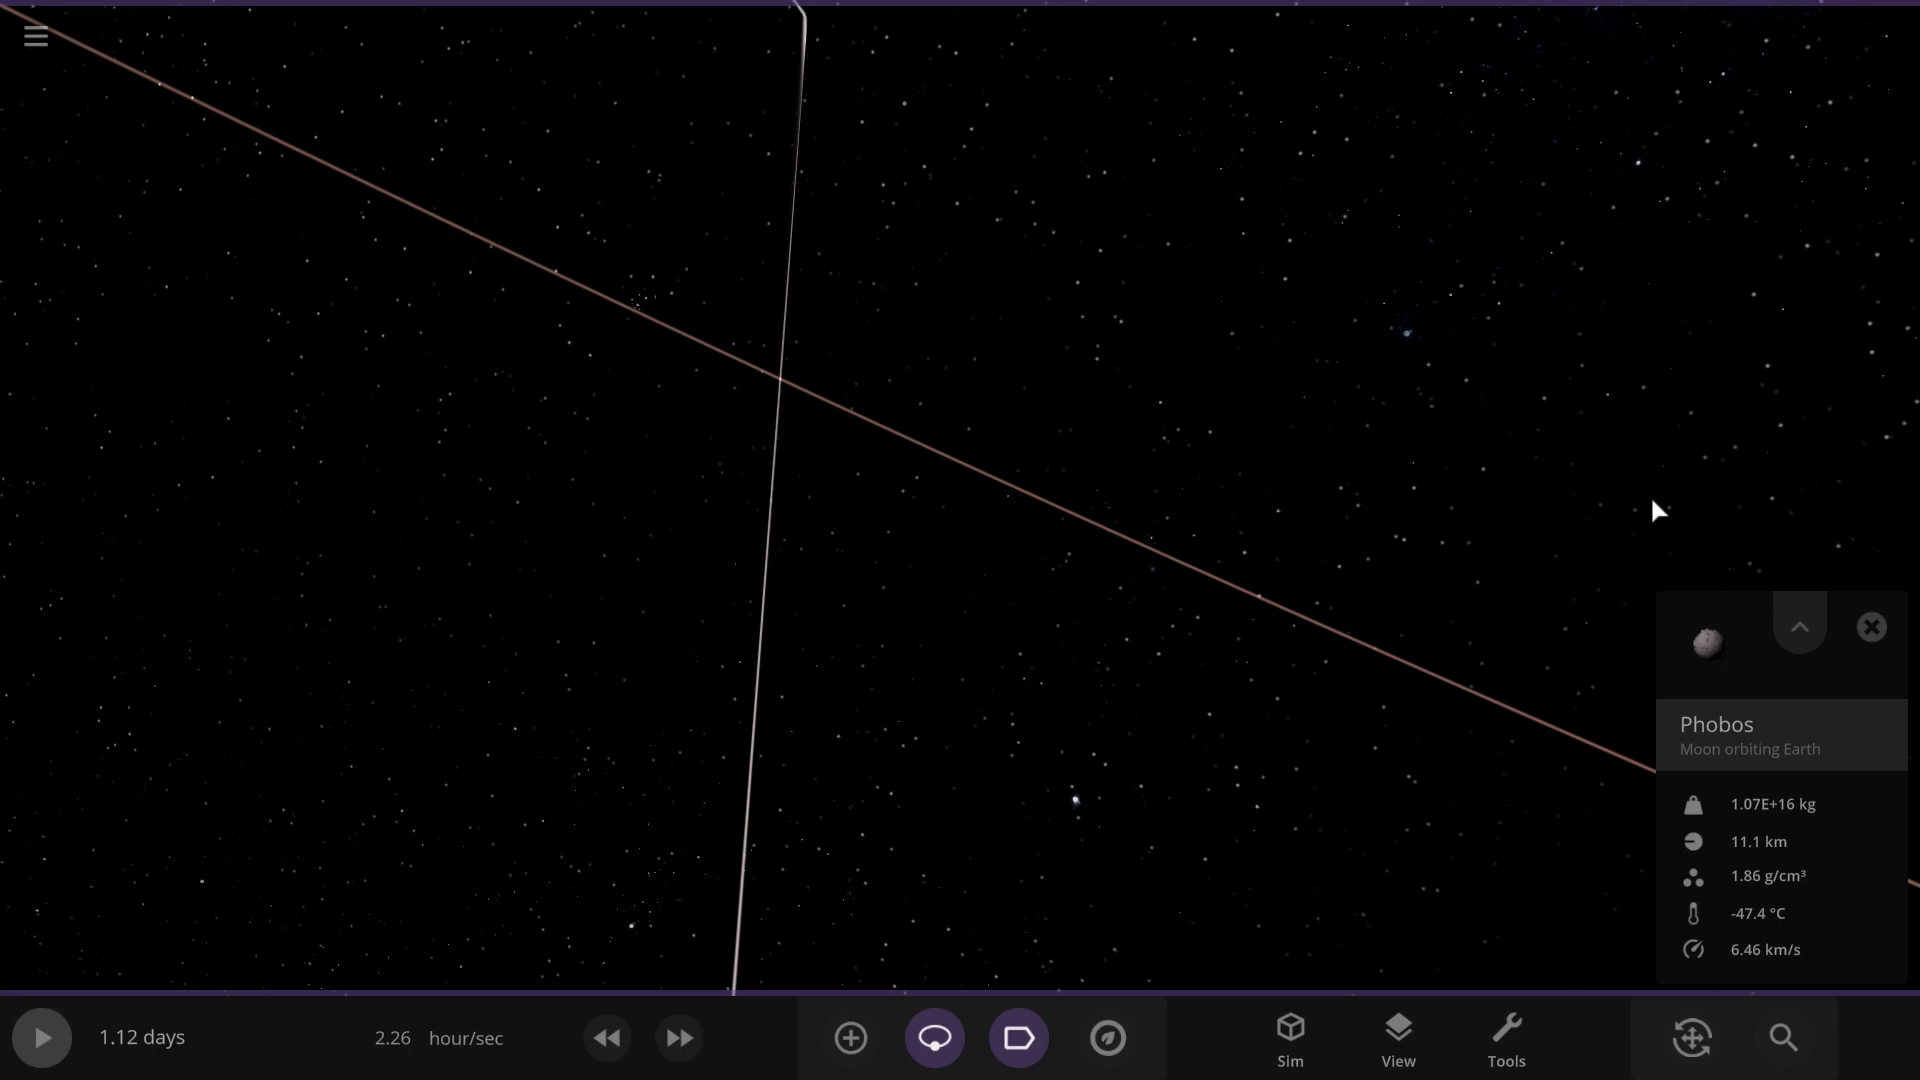 Phobos
Moon orbiting Earth
1.07E+16 kg
11.1 km
1.86 g/cm³
-47.4 °C
6.46 km/s
1.12 days
2.26 hour/sec
Sim
View
Tools